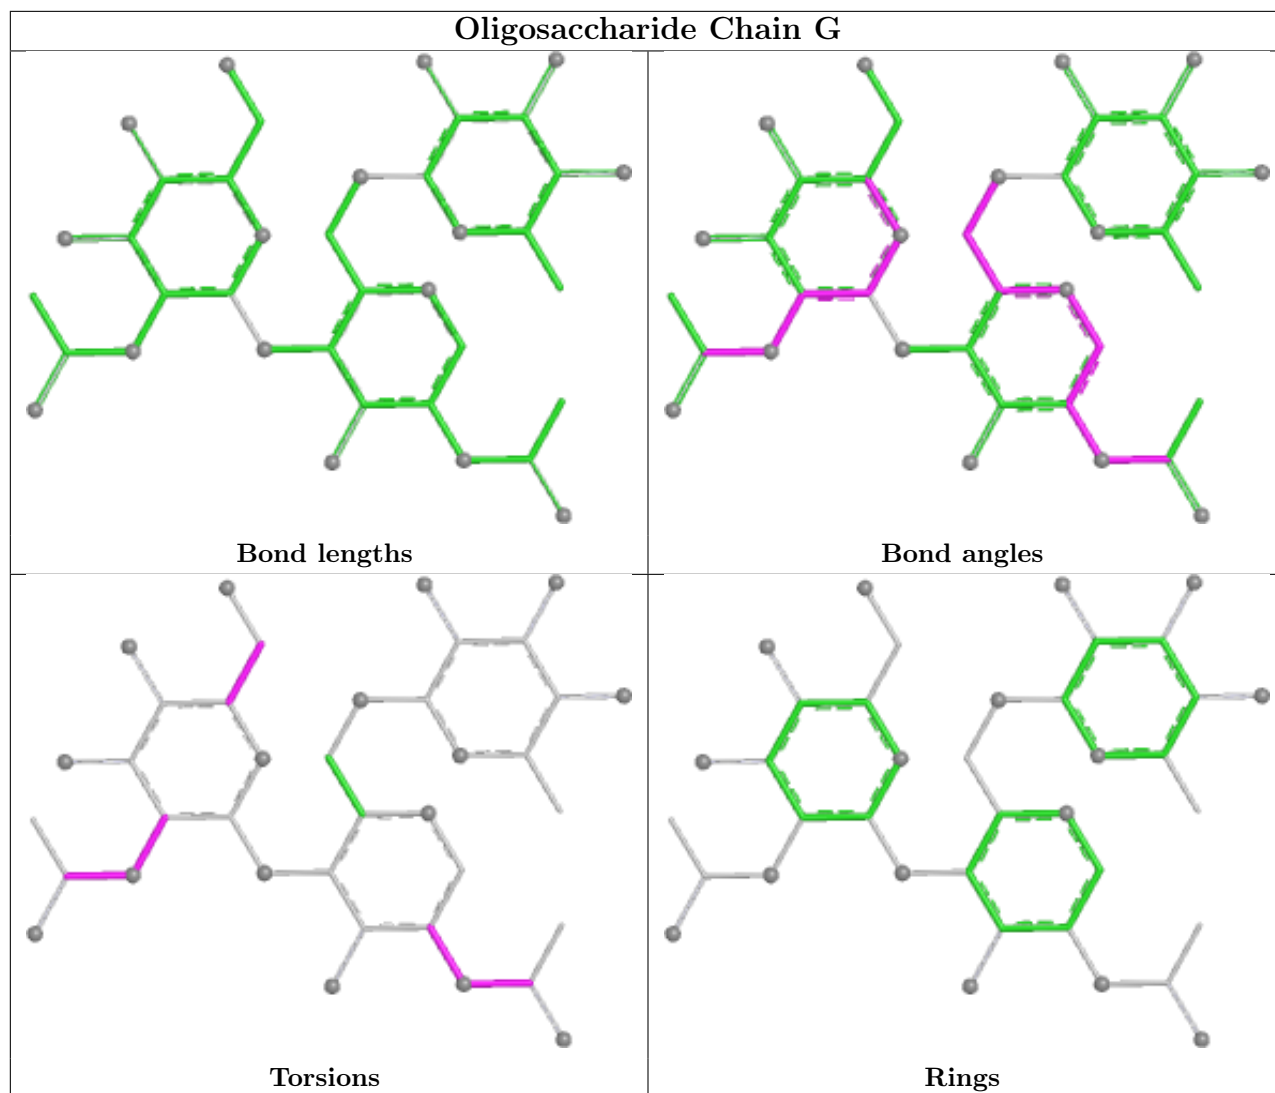 Oligosaccharide Chain G
Bond lengths
Bond angles
Torsions
Rings